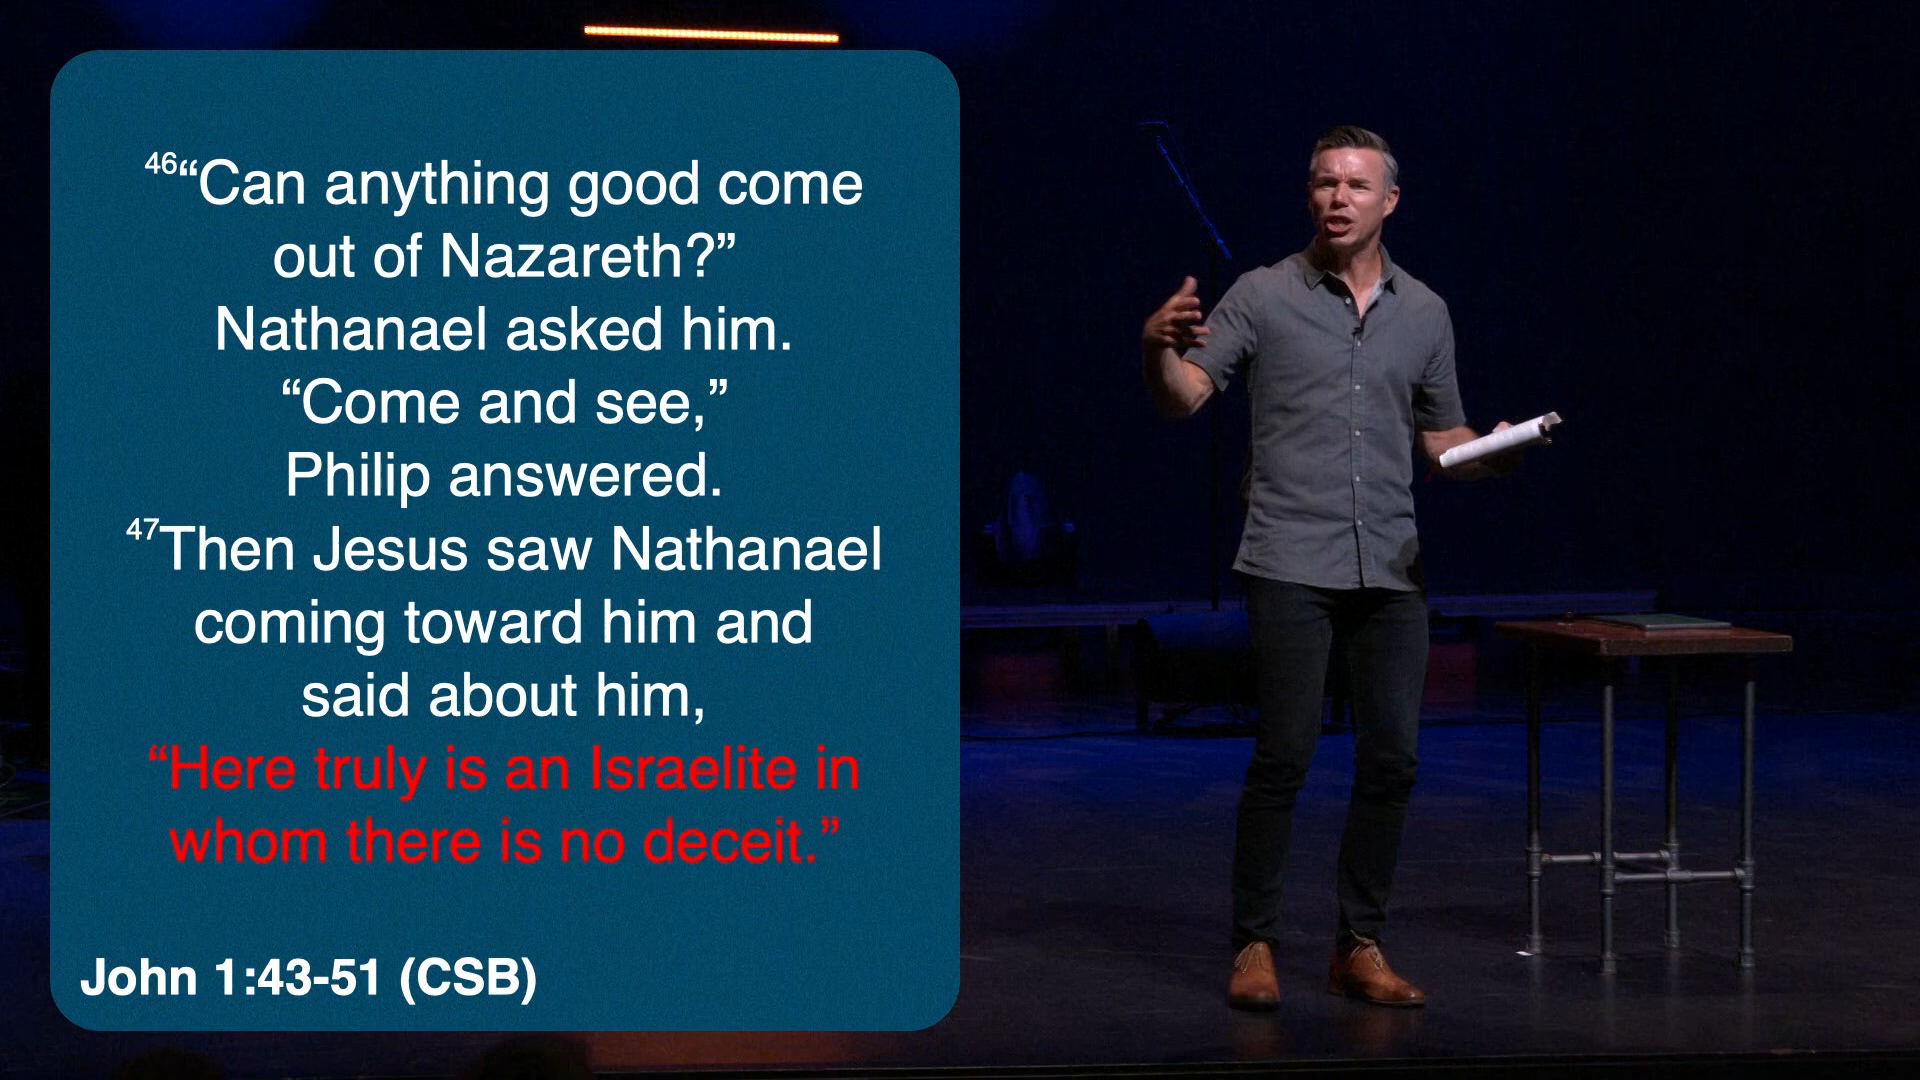 ⁴⁶“Can anything good come
out of Nazareth?”
Nathanael asked him.
“Come and see,”
Philip answered.
⁴⁷Then Jesus saw Nathanael
coming toward him and
said about him,
“Here truly is an Israelite in
whom there is no deceit.”
John 1:43-51 (CSB)